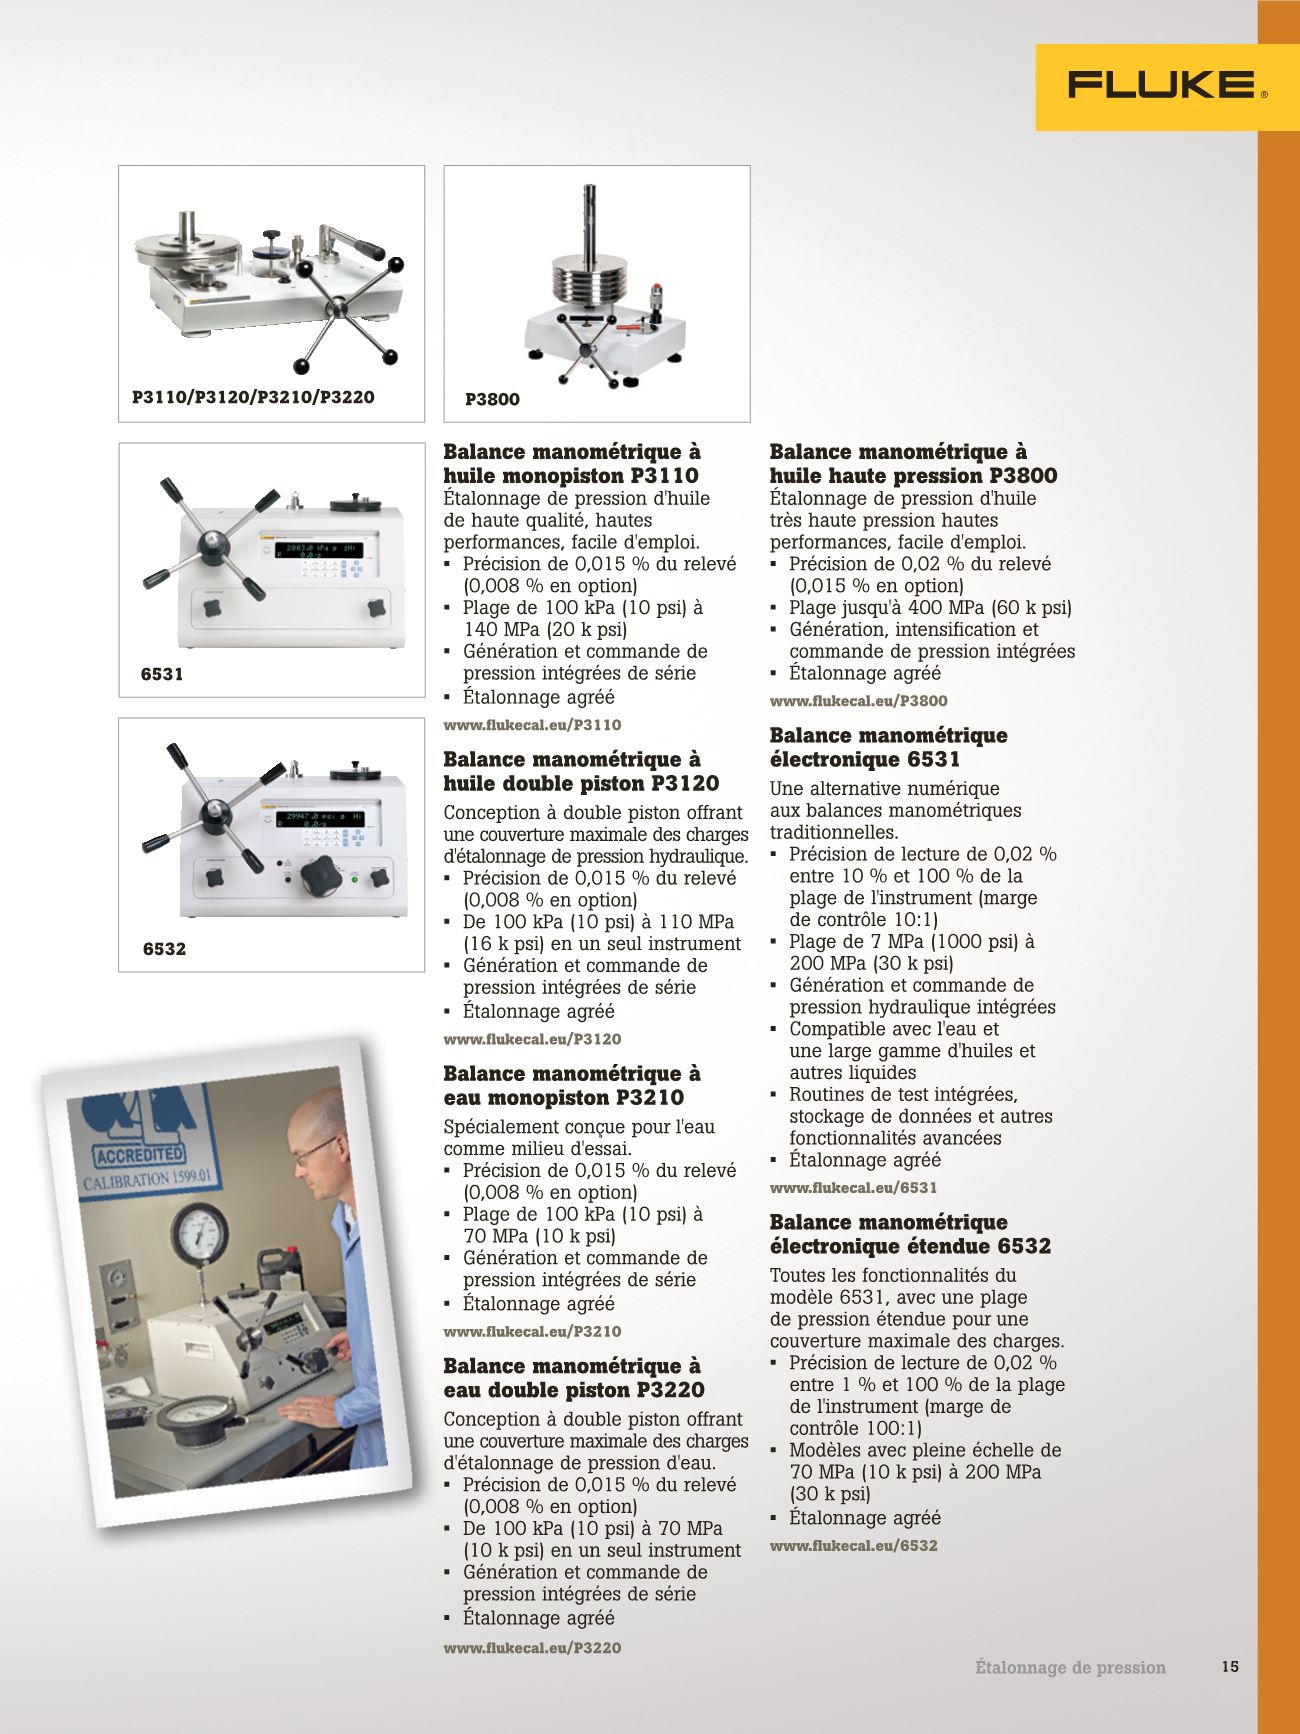 FLUKE®
P3110/P3120/P3210/P3220
P3800
6531
6532
ACCREDITED
CALIBRATION 1599.01
Balance manométrique à
huile monopiston P3110
Étalonnage de pression d'huile
de haute qualité, hautes
performances, facile d'emploi.
▪ Précision de 0,015 % du relevé
(0,008 % en option)
▪ Plage de 100 kPa (10 psi) à
140 MPa (20 k psi)
▪ Génération et commande de
pression intégrées de série
▪ Étalonnage agréé
www.flukecal.eu/P3110
Balance manométrique à
huile double piston P3120
Conception à double piston offrant
une couverture maximale des charges
d'étalonnage de pression hydraulique.
▪ Précision de 0,015 % du relevé
(0,008 % en option)
▪ De 100 kPa (10 psi) à 110 MPa
(16 k psi) en un seul instrument
▪ Génération et commande de
pression intégrées de série
▪ Étalonnage agréé
www.flukecal.eu/P3120
Balance manométrique à
eau monopiston P3210
Spécialement conçue pour l'eau
comme milieu d'essai.
▪ Précision de 0,015 % du relevé
(0,008 % en option)
▪ Plage de 100 kPa (10 psi) à
70 MPa (10 k psi)
▪ Génération et commande de
pression intégrées de série
▪ Étalonnage agréé
www.flukecal.eu/P3210
Balance manométrique à
eau double piston P3220
Conception à double piston offrant
une couverture maximale des charges
d'étalonnage de pression d'eau.
▪ Précision de 0,015 % du relevé
(0,008 % en option)
▪ De 100 kPa (10 psi) à 70 MPa
(10 k psi) en un seul instrument
▪ Génération et commande de
pression intégrées de série
▪ Étalonnage agréé
www.flukecal.eu/P3220
Balance manométrique à
huile haute pression P3800
Étalonnage de pression d'huile
très haute pression hautes
performances, facile d'emploi.
▪ Précision de 0,02 % du relevé
(0,015 % en option)
▪ Plage jusqu'à 400 MPa (60 k psi)
▪ Génération, intensification et
commande de pression intégrées
▪ Étalonnage agréé
www.flukecal.eu/P3800
Balance manométrique
électronique 6531
Une alternative numérique
aux balances manométriques
traditionnelles.
▪ Précision de lecture de 0,02 %
entre 10 % et 100 % de la
plage de l'instrument (marge
de contrôle 10:1)
▪ Plage de 7 MPa (1000 psi) à
200 MPa (30 k psi)
▪ Génération et commande de
pression hydraulique intégrées
▪ Compatible avec l'eau et
une large gamme d'huiles et
autres liquides
▪ Routines de test intégrées,
stockage de données et autres
fonctionnalités avancées
▪ Étalonnage agréé
www.flukecal.eu/6531
Balance manométrique
électronique étendue 6532
Toutes les fonctionnalités du
modèle 6531, avec une plage
de pression étendue pour une
couverture maximale des charges.
▪ Précision de lecture de 0,02 %
entre 1 % et 100 % de la plage
de l'instrument (marge de
contrôle 100:1)
▪ Modèles avec pleine échelle de
70 MPa (10 k psi) à 200 MPa
(30 k psi)
▪ Étalonnage agréé
www.flukecal.eu/6532
Étalonnage de pression 15